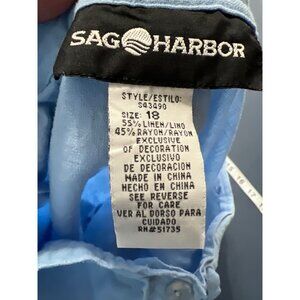 SAG HARBOR
STYLE/ESTILO:
S43490
SIZE: 18
55% LINEN/LINO
45% RAYON/RAYON
EXCLUSIVE
OF DECORATION
EXCLUSIVO
DE DECORATION
MADE IN CHINA
HECHO EN CHINA
SEE REVERSE
FOR CARE
VER AL DORSO PARA
CUIDADO
RN#51735